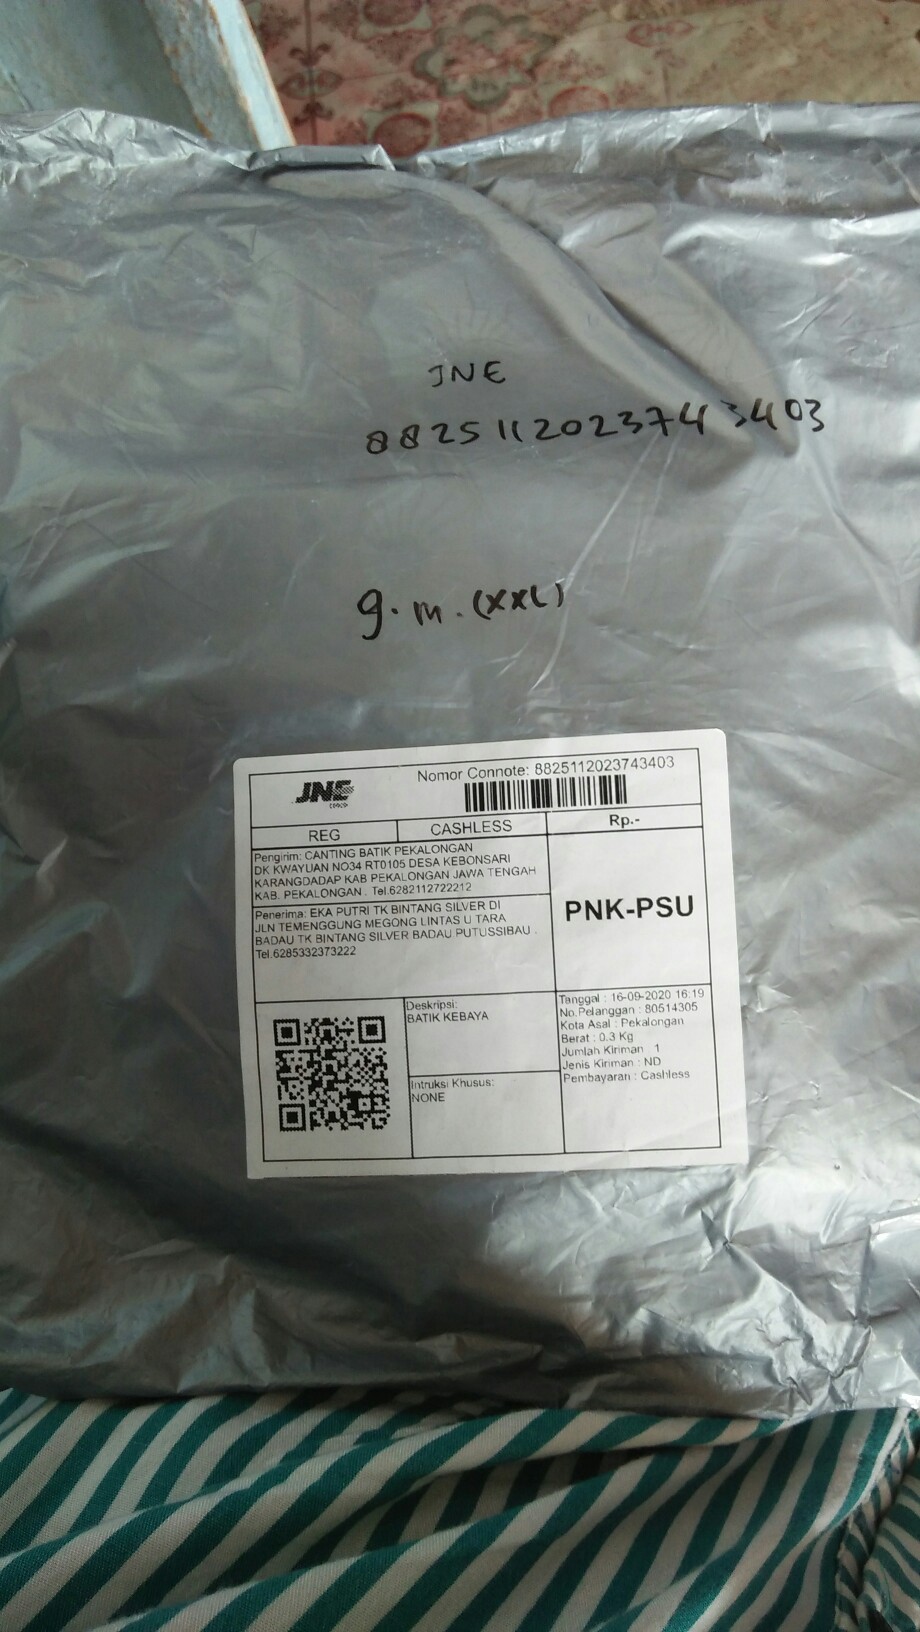 JNE
8825112023743403
g.m.(XXL)
JNE
Nomor Connote: 8825112023743403
REG
CASHLESS
Rp.-
Pengirim: CANTING BATIK PEKALONGAN
DK KWAYUAN NO34 RT0105 DESA KEBONSARI
KARANGDADAP KAB PEKALONGAN JAWA TENGAH
KAB. PEKALONGAN . Tel.6282112722212
Penerima: EKA PUTRI TK BINTANG SILVER DI
JLN TEMENGGUNG MEGONG LINTAS U TARA
BADAU TK BINTANG SILVER BADAU PUTUSSIBAU .
Tel.6285332373222
PNK-PSU
Deskripsi:
BATIK KEBAYA
Intruksi Khusus:
NONE
Tanggal : 16-09-2020 16:19
No.Pelanggan : 80514305
Kota Asal : Pekalongan
Berat : 0.3 Kg
Jumlah Kiriman : 1
Jenis Kiriman : ND
Pembayaran : Cashless